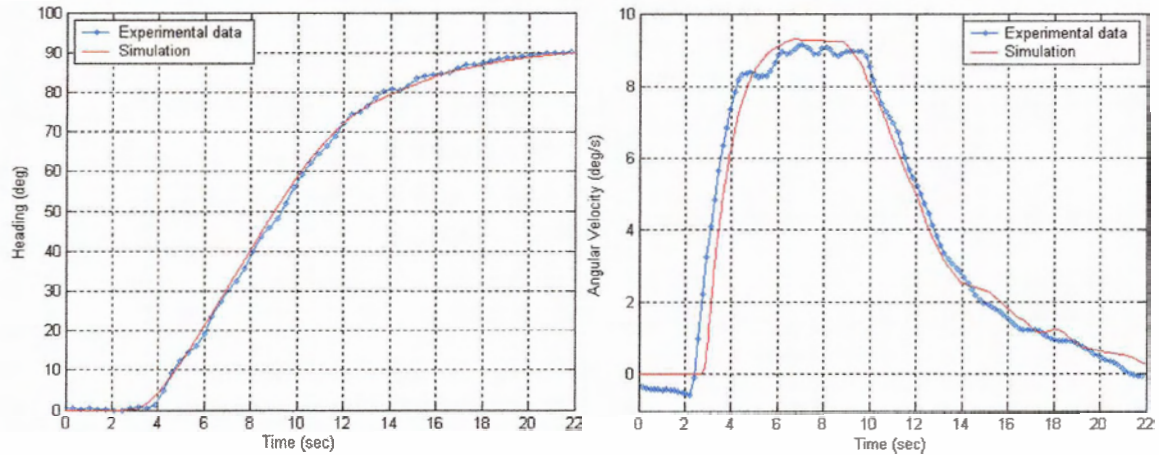 Experimental data
Simulation
Heading (deg)
100
90
80
70
60
50
40
30
20
10
0
0 2 4 6 8 10 12 14 16 18 20 22
Time (sec)
Experimental data
Simulation
Angular Velocity (deg/s)
10
8
6
4
2
0
0 2 4 6 8 10 12 14 16 18 20 22
Time (sec)